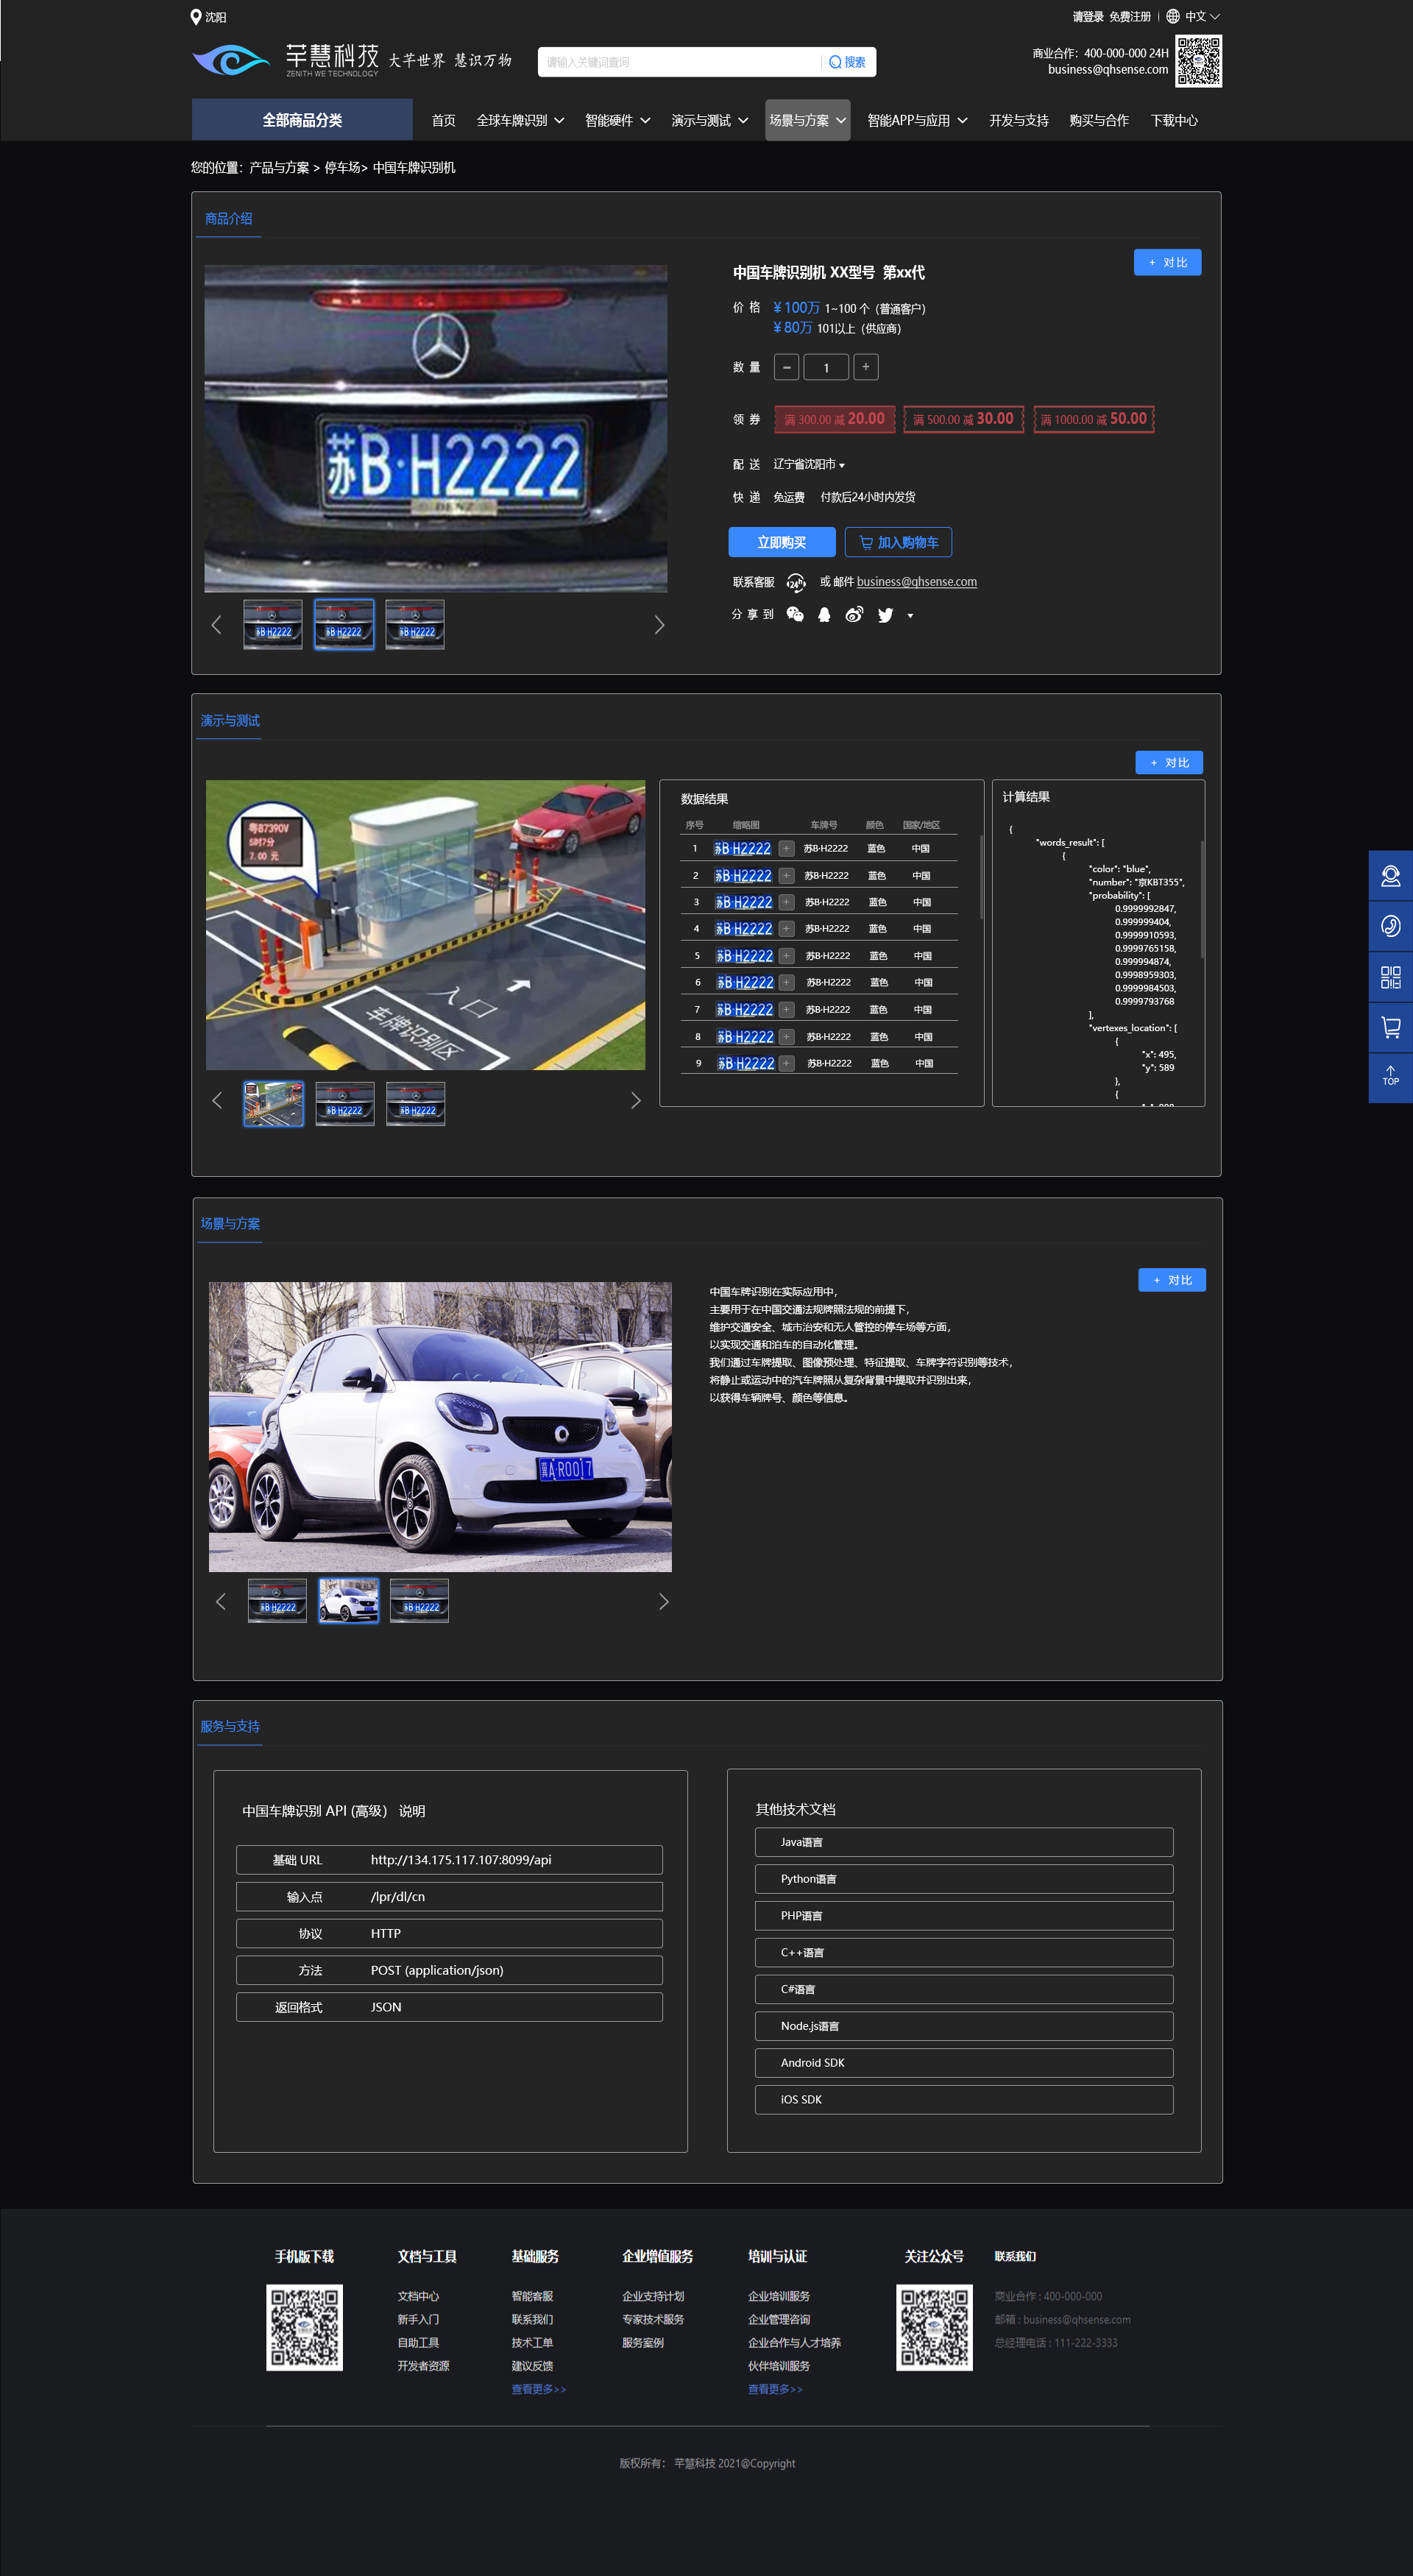 沈阳
请登录 免费注册 | 中文
芊慧科技 大芊世界 慧识万物
ZENITH WE TECHNOLOGY
请输入关键词查询
搜索
商业合作：400-000-000 24H
business@qhsense.com
全部商品分类 首页 全球车牌识别 智能硬件 演示与测试 场景与方案 智能APP与应用 开发与支持 购买与合作 下载中心
您的位置：产品与方案 > 停车场> 中国车牌识别机
商品介绍
+ 对比
苏B·H2222
中国车牌识别机 XX型号 第xx代
价 格 ¥100万 1~100 个（普通客户）
¥80万 101以上（供应商）
数 量 − 1 +
领 券 满 300.00 减 20.00 满 500.00 减 30.00 满 1000.00 减 50.00
配 送 辽宁省沈阳市
快 递 免运费 付款后24小时内发货
立即购买 加入购物车
联系客服 24h 或 邮件 business@qhsense.com
分 享 到
演示与测试
+ 对比
粤B7390V
5时7分
7.00 元
入口
车牌识别区
数据结果
序号 缩略图 车牌号 颜色 国家/地区
1 苏B·H2222 + 苏B·H2222 蓝色 中国
2 苏B·H2222 + 苏B·H2222 蓝色 中国
3 苏B·H2222 + 苏B·H2222 蓝色 中国
4 苏B·H2222 + 苏B·H2222 蓝色 中国
5 苏B·H2222 + 苏B·H2222 蓝色 中国
6 苏B·H2222 + 苏B·H2222 蓝色 中国
7 苏B·H2222 + 苏B·H2222 蓝色 中国
8 苏B·H2222 + 苏B·H2222 蓝色 中国
9 苏B·H2222 + 苏B·H2222 蓝色 中国
计算结果
{
"words_result": [
{
"color": "blue",
"number": "京KBT355",
"probability": [
0.9999992847,
0.999999404,
0.9999910593,
0.9999765158,
0.999994874,
0.9998959303,
0.9999984503,
0.9999793768
],
"vertexes_location": [
{
"x": 495,
"y": 589
},
{
TOP
场景与方案
+ 对比
冀A·R0017
中国车牌识别在实际应用中，
主要用于在中国交通法规牌照法规的前提下，
维护交通安全、城市治安和无人管控的停车场等方面，
以实现交通和泊车的自动化管理。
我们通过车牌提取、图像预处理、特征提取、车牌字符识别等技术，
将静止或运动中的汽车牌照从复杂背景中提取并识别出来，
以获得车辆牌号、颜色等信息。
服务与支持
中国车牌识别 API (高级） 说明
基础 URL http://134.175.117.107:8099/api
输入点 /lpr/dl/cn
协议 HTTP
方法 POST (application/json)
返回格式 JSON
其他技术文档
Java语言
Python语言
PHP语言
C++语言
C#语言
Node.js语言
Android SDK
iOS SDK
手机版下载
文档与工具
文档中心
新手入门
自助工具
开发者资源
基础服务
智能客服
联系我们
技术工单
建议反馈
查看更多>>
企业增值服务
企业支持计划
专家技术服务
服务案例
培训与认证
企业培训服务
企业管理咨询
企业合作与人才培养
伙伴培训服务
查看更多>>
关注公众号
联系我们
商业合作 : 400-000-000
邮箱 : business@qhsense.com
总经理电话 : 111-222-3333
版权所有： 芊慧科技 2021@Copyright